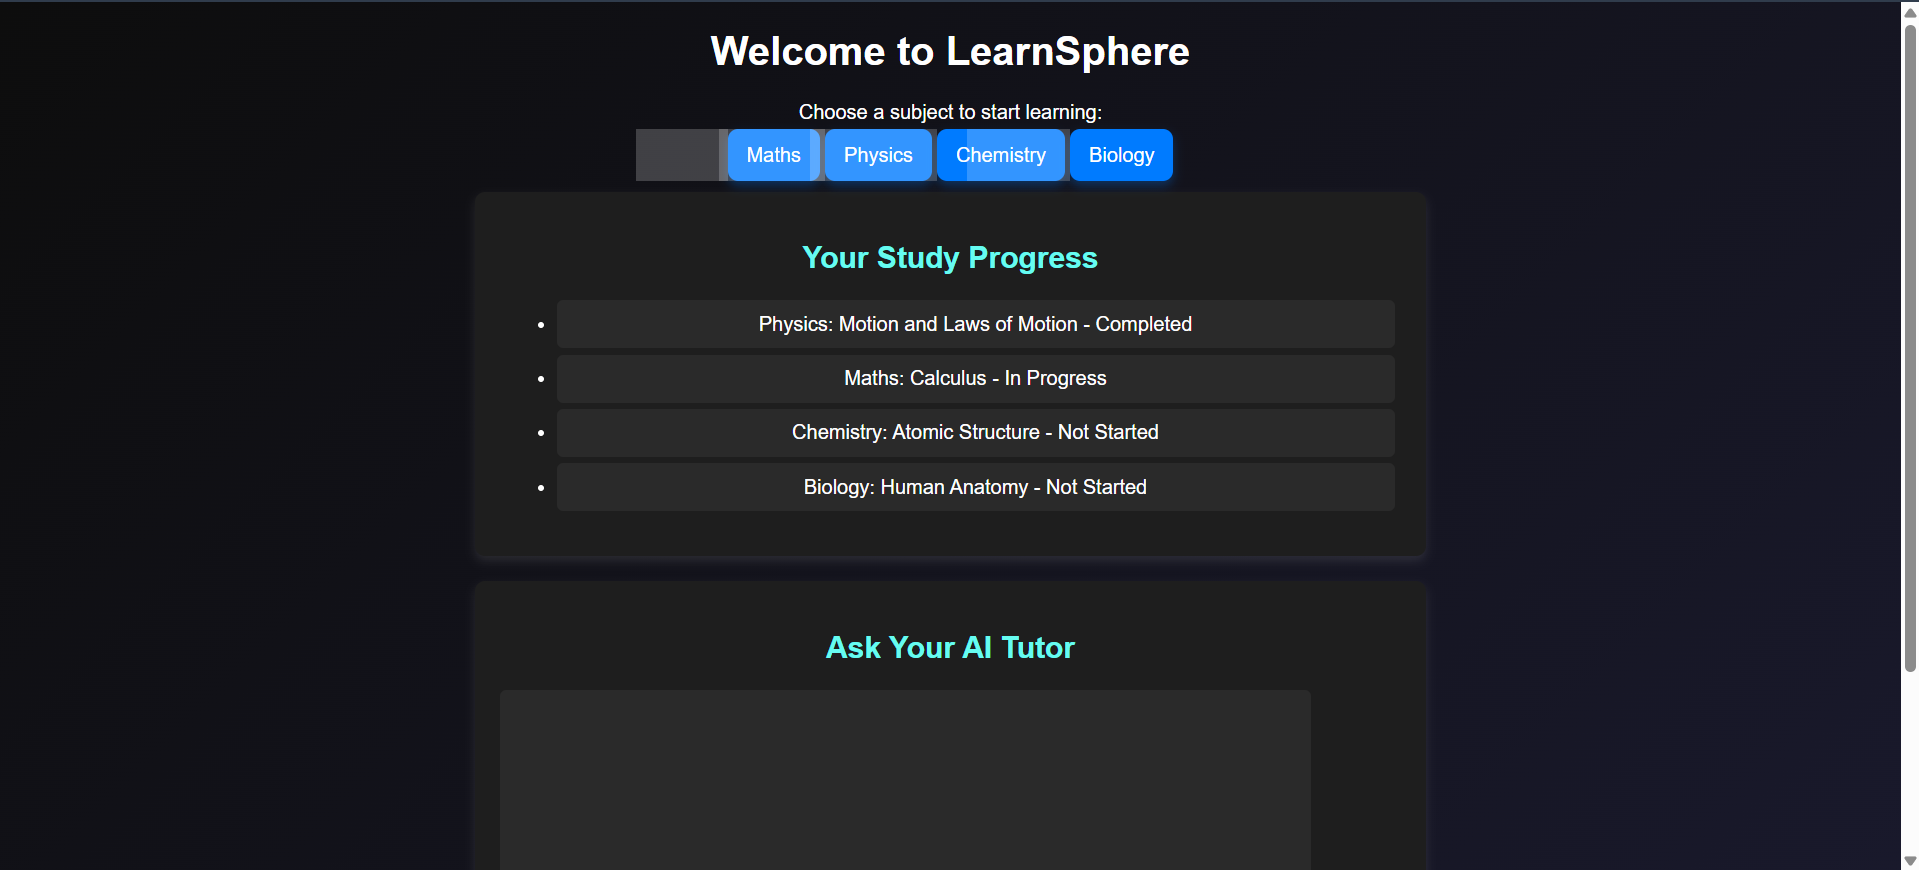 Welcome to LearnSphere
Choose a subject to start learning:
Maths Physics Chemistry Biology
Your Study Progress
Physics: Motion and Laws of Motion - Completed
Maths: Calculus - In Progress
Chemistry: Atomic Structure - Not Started
Biology: Human Anatomy - Not Started
Ask Your AI Tutor